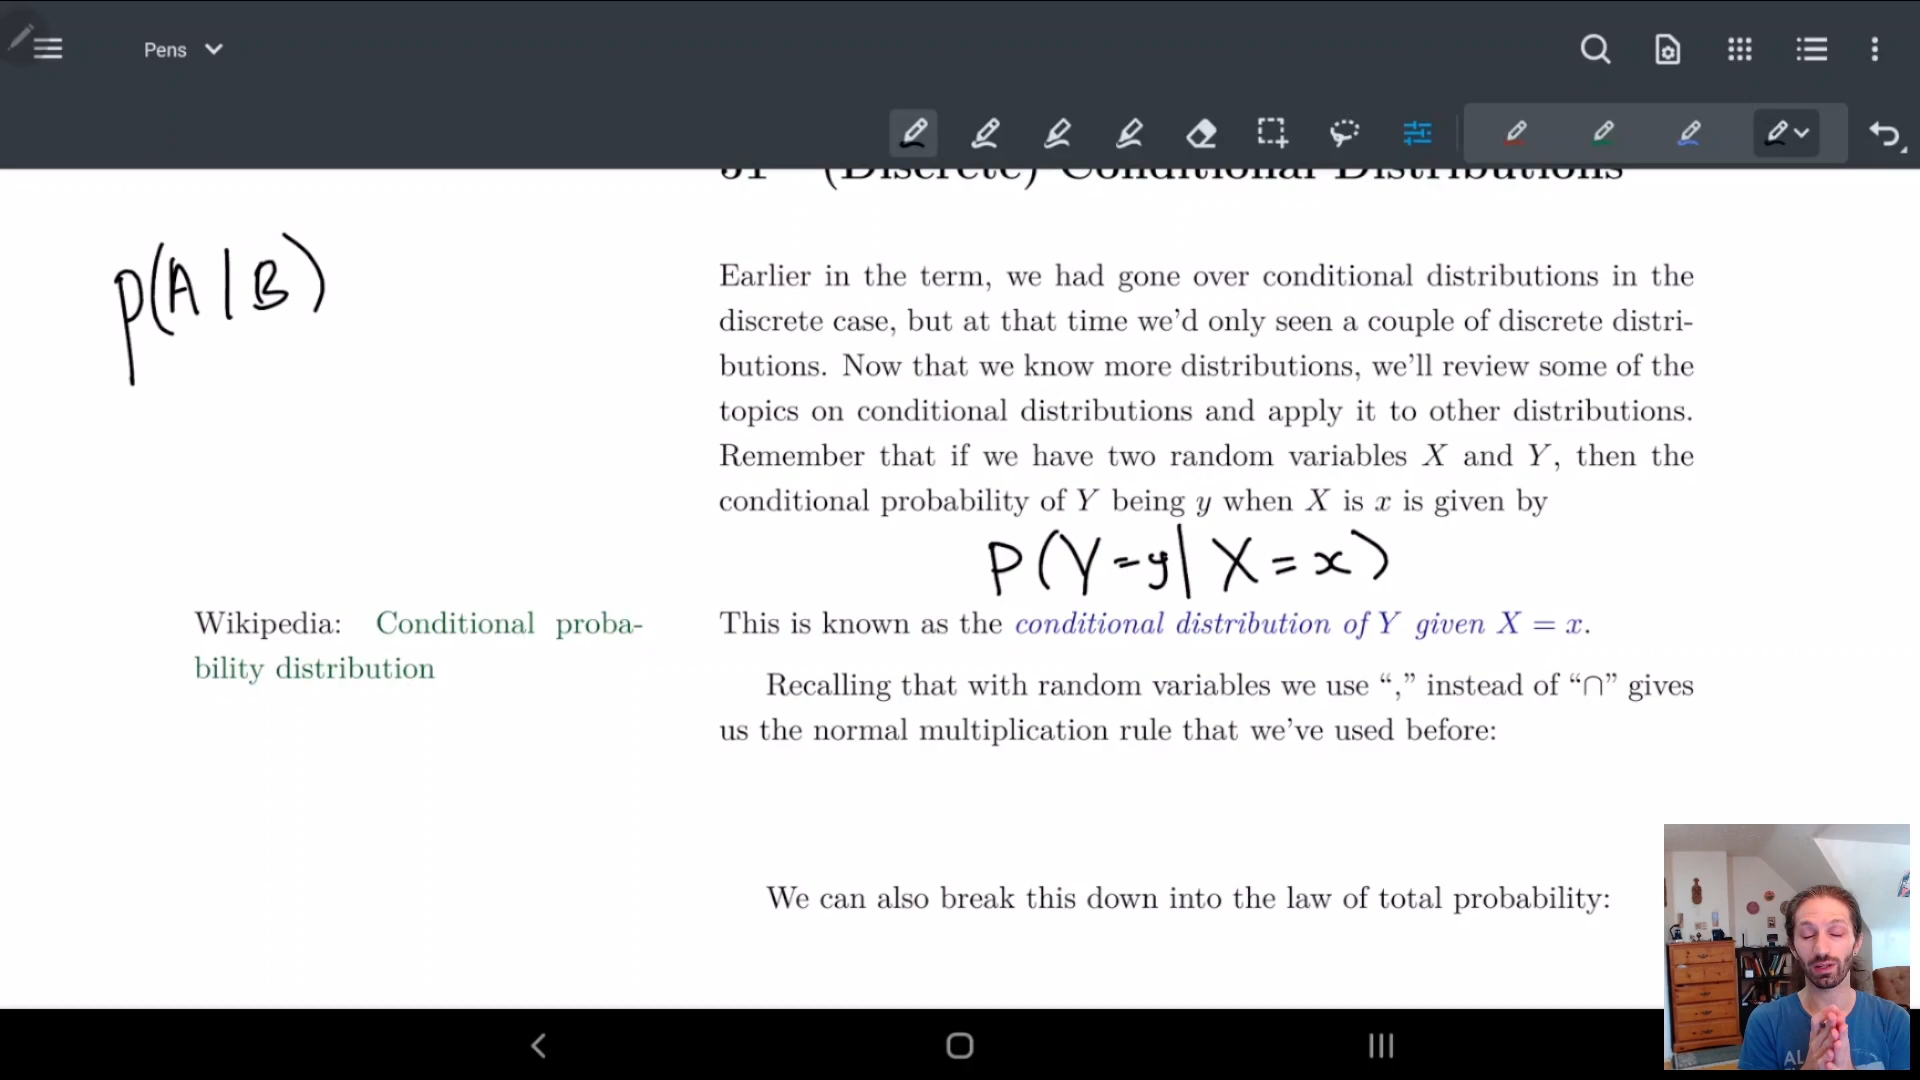 Pens
31 (Discrete) Conditional Distributions
P(A|B)
Earlier in the term, we had gone over conditional distributions in the
discrete case, but at that time we’d only seen a couple of discrete distri-
butions. Now that we know more distributions, we’ll review some of the
topics on conditional distributions and apply it to other distributions.
Remember that if we have two random variables X and Y, then the
conditional probability of Y being y when X is x is given by
P(Y=y|X=x)
Wikipedia: Conditional proba-
bility distribution
This is known as the conditional distribution of Y given X = x.
Recalling that with random variables we use “,” instead of “∩” gives
us the normal multiplication rule that we’ve used before:
We can also break this down into the law of total probability: